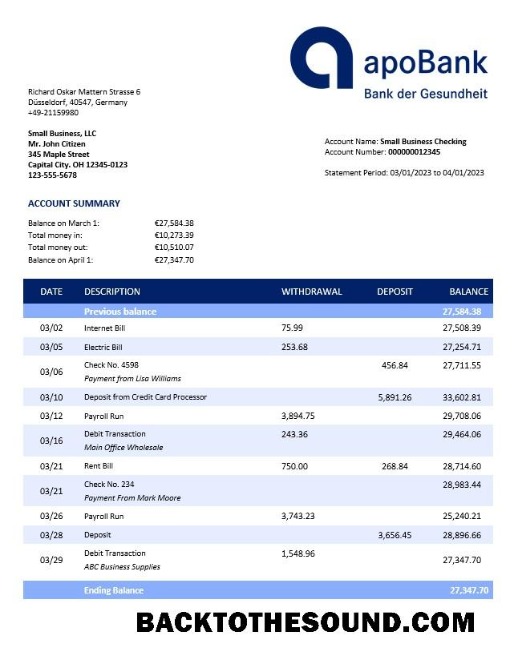 apoBank
Bank der Gesundheit
Richard Oskar Mattern Strasse 6
Düsseldorf, 40547, Germany
+49-21159980
Small Business, LLC
Mr. John Citizen
345 Maple Street
Capital City. OH 12345-0123
123-555-5678
Account Name: Small Business Checking
Account Number: 000000012345
Statement Period: 03/01/2023 to 04/01/2023
ACCOUNT SUMMARY
Balance on March 1: €27,584.38
Total money in: €10,273.39
Total money out: €10,510.07
Balance on April 1: €27,347.70
DATE DESCRIPTION WITHDRAWAL DEPOSIT BALANCE
Previous balance 27,584.38
03/02 Internet Bill 75.99 27,508.39
03/05 Electric Bill 253.68 27,254.71
03/06 Check No. 4598 456.84 27,711.55
Payment from Lisa Williams
03/10 Deposit from Credit Card Processor 5,891.26 33,602.81
03/12 Payroll Run 3,894.75 29,708.06
03/16 Debit Transaction 243.36 29,464.06
Main Office Wholesale
03/21 Rent Bill 750.00 268.84 28,714.60
03/21 Check No. 234 28,983.44
Payment From Mark Moore
03/26 Payroll Run 3,743.23 25,240.21
03/28 Deposit 3,656.45 28,896.66
03/29 Debit Transaction 1,548.96 27,347.70
ABC Business Supplies
Ending Balance 27,347.70
BACKTOTHESOUND.COM